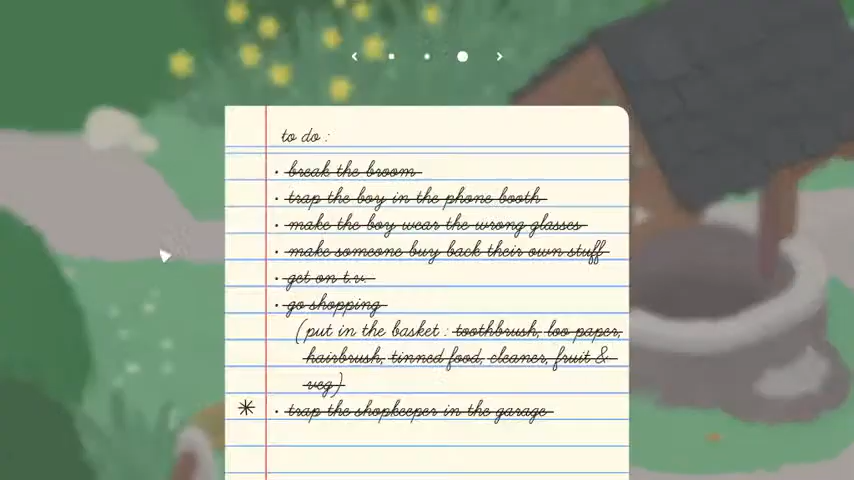 to do :
· break the broom
· trap the boy in the phone booth
· make the boy wear the wrong glasses
· make someone buy back their own stuff
· get on t.v.
· go shopping
(put in the basket : toothbrush, loo paper,
hairbrush, tinned food, cleaner, fruit &
veg)
· trap the shopkeeper in the garage